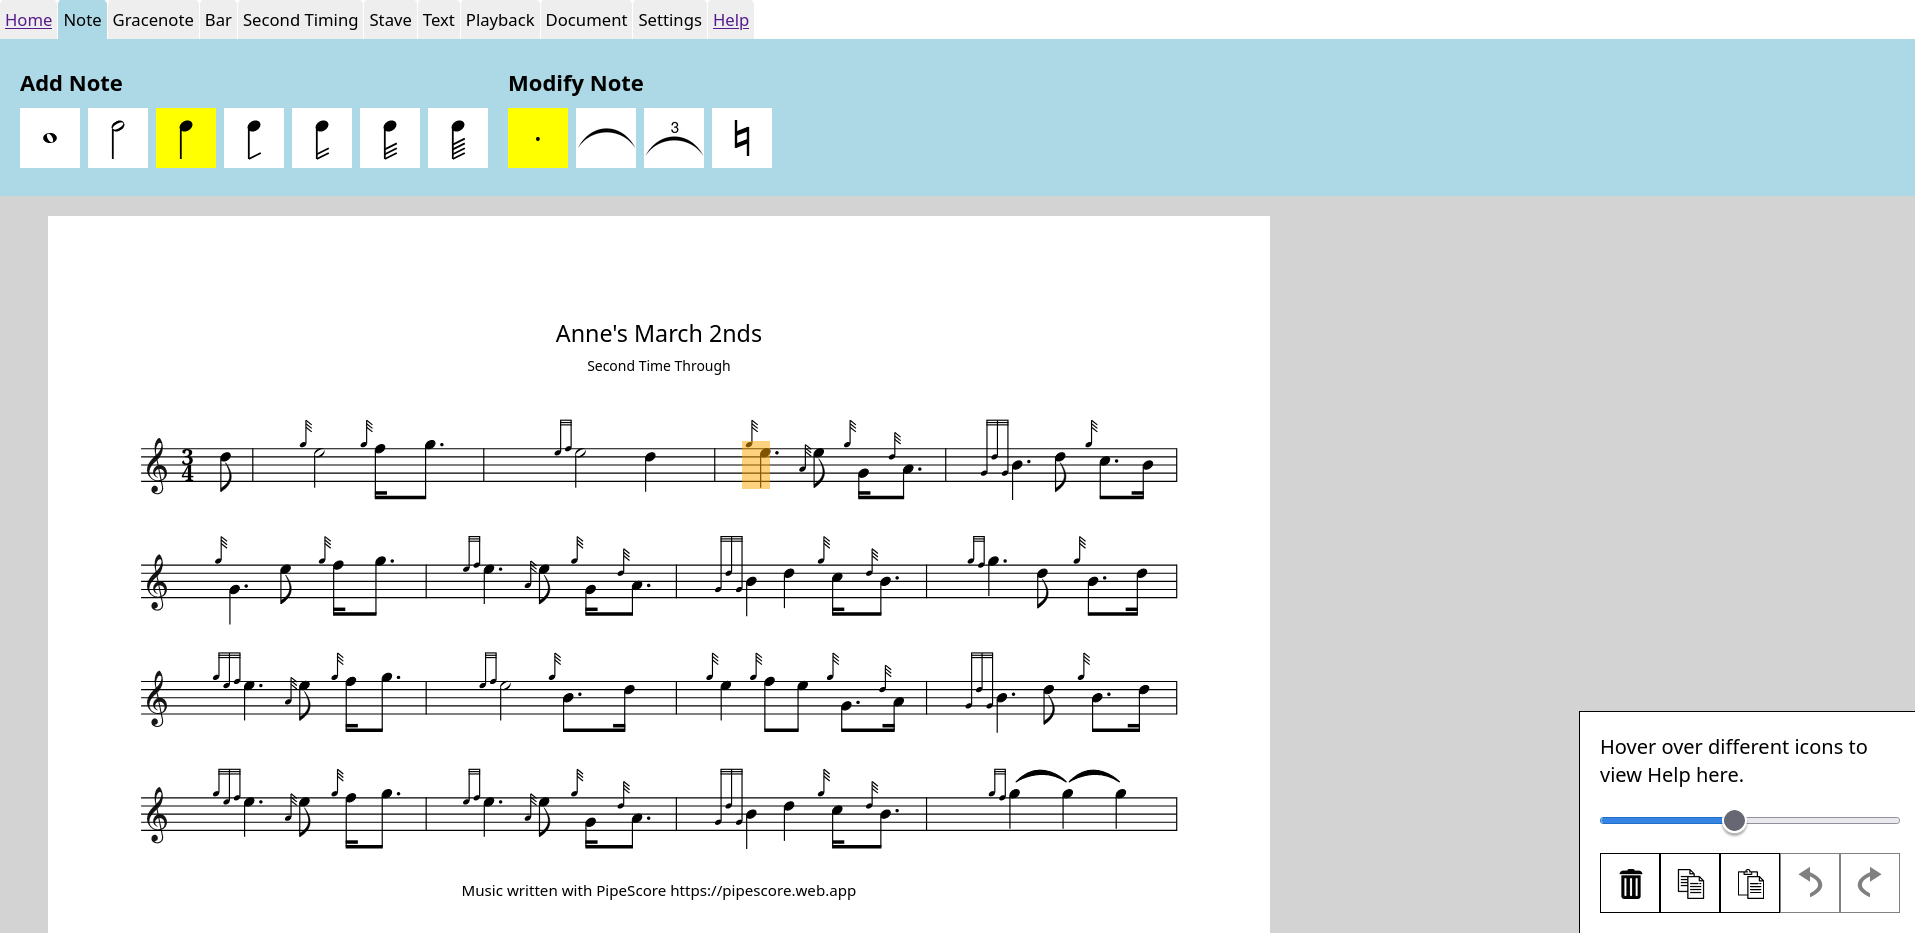 Home Note Gracenote Bar Second Timing Stave Text Playback Document Settings Help
Add Note
Modify Note
3
Anne's March 2nds
Second Time Through
3
4
Music written with PipeScore https://pipescore.web.app
Hover over different icons to
view Help here.